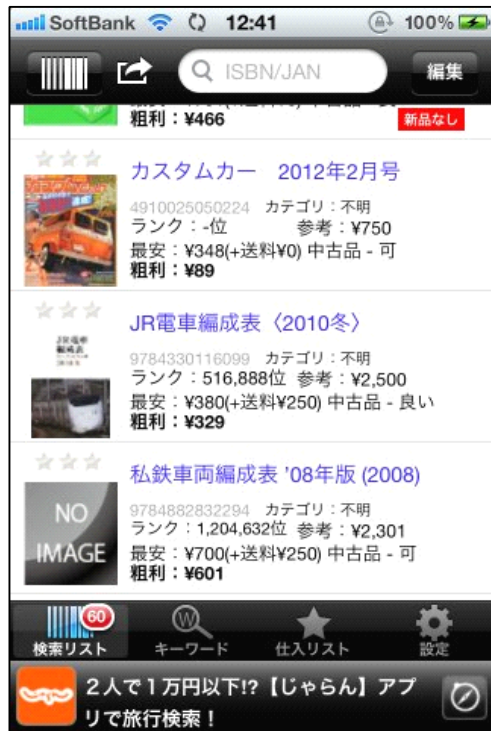 SoftBank 12:41 100%
ISBN/JAN 編集
粗利：¥466 新品なし
カスタムカー　2012年2月号
4910025050224 カテゴリ：不明
ランク：-位 参考：¥750
最安：¥348(+送料¥0) 中古品 - 可
粗利：¥89
JR電車編成表〈2010冬〉
9784330116099 カテゴリ：不明
ランク：516,888位 参考：¥2,500
最安：¥380(+送料¥250) 中古品 - 良い
粗利：¥329
私鉄車両編成表 '08年版 (2008)
9784882832294 カテゴリ：不明
ランク：1,204,632位 参考：¥2,301
NO
IMAGE
最安：¥700(+送料¥250) 中古品 - 可
粗利：¥601
60
検索リスト キーワード 仕入リスト 設定
２人で１万円以下!?【じゃらん】アプ
リで旅行検索！